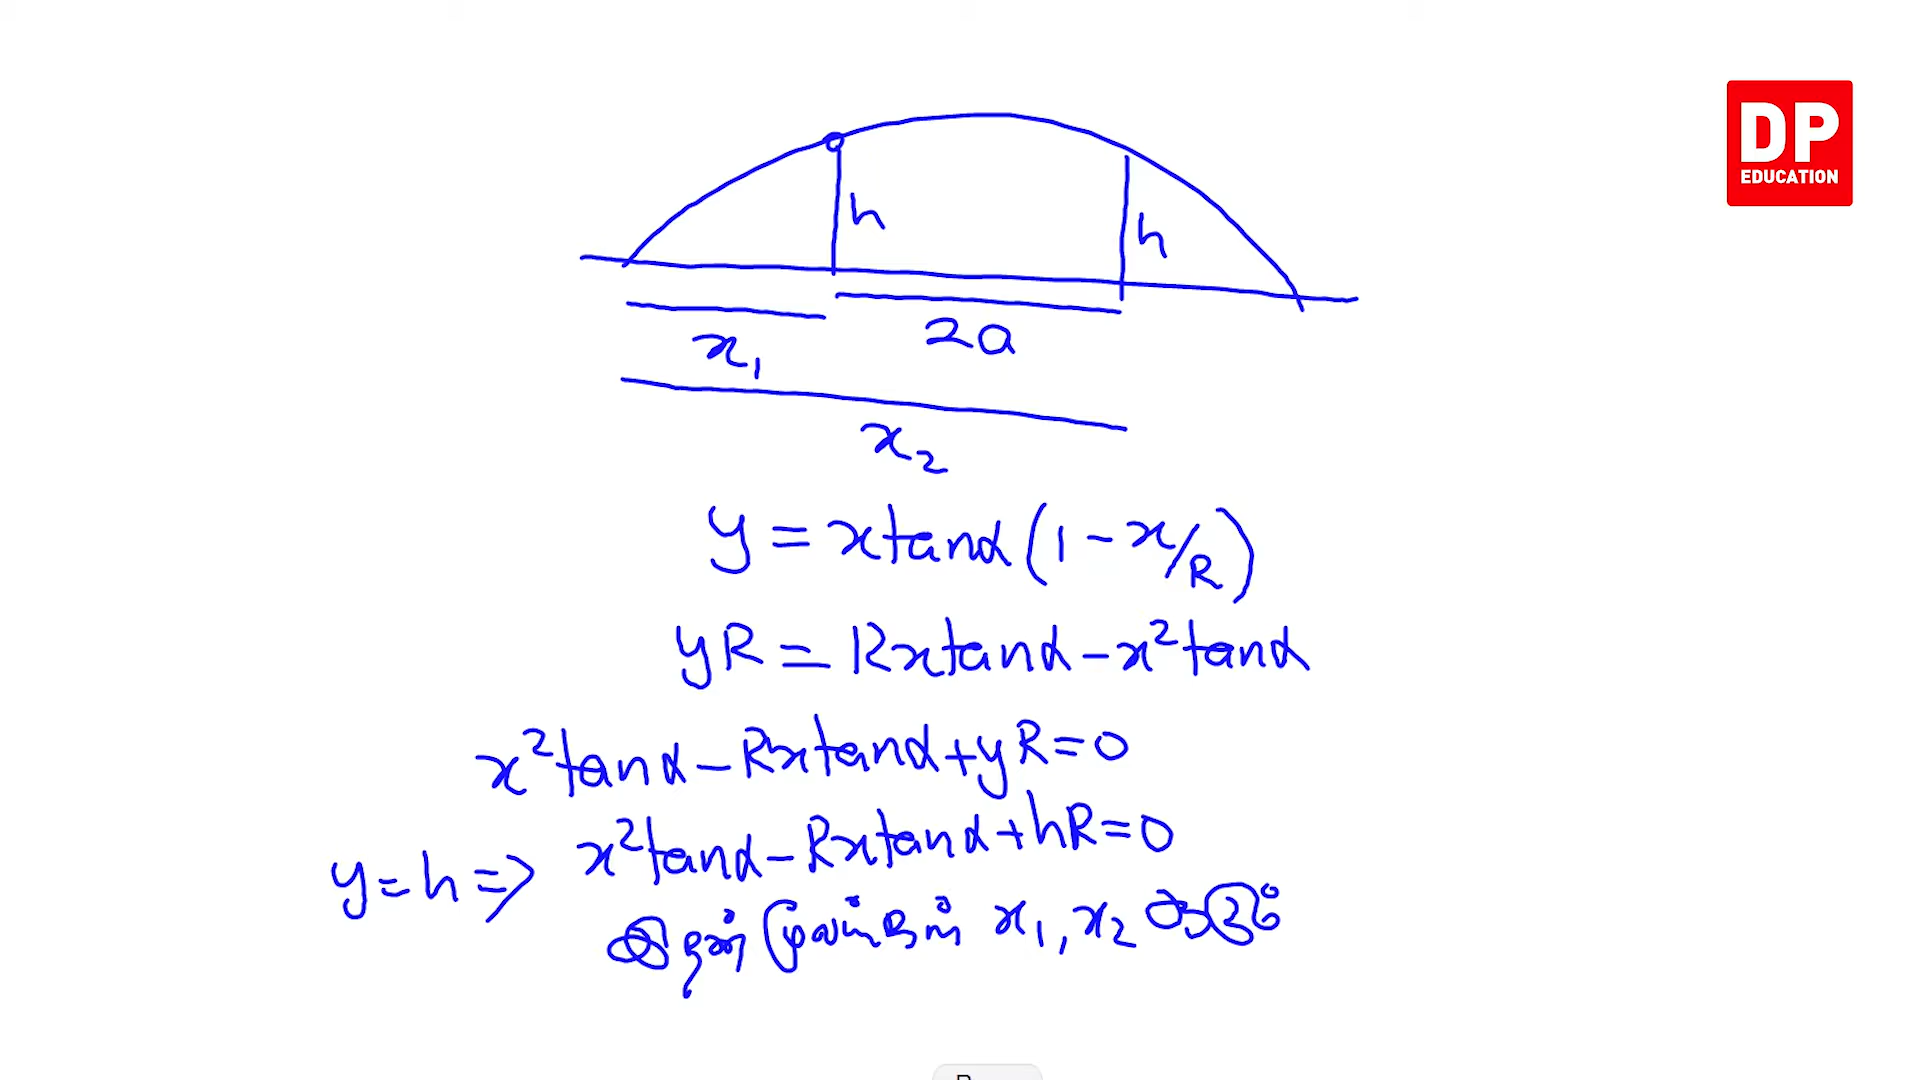 DP
EDUCATION
h
h
x₁
2a
x₂
y = x tanα (1 - x/R)
yR = Rx tanα - x² tanα
x² tanα - Rx tanα + yR = 0
y = h => x² tanα - Rx tanα + hR = 0
x₁, x₂